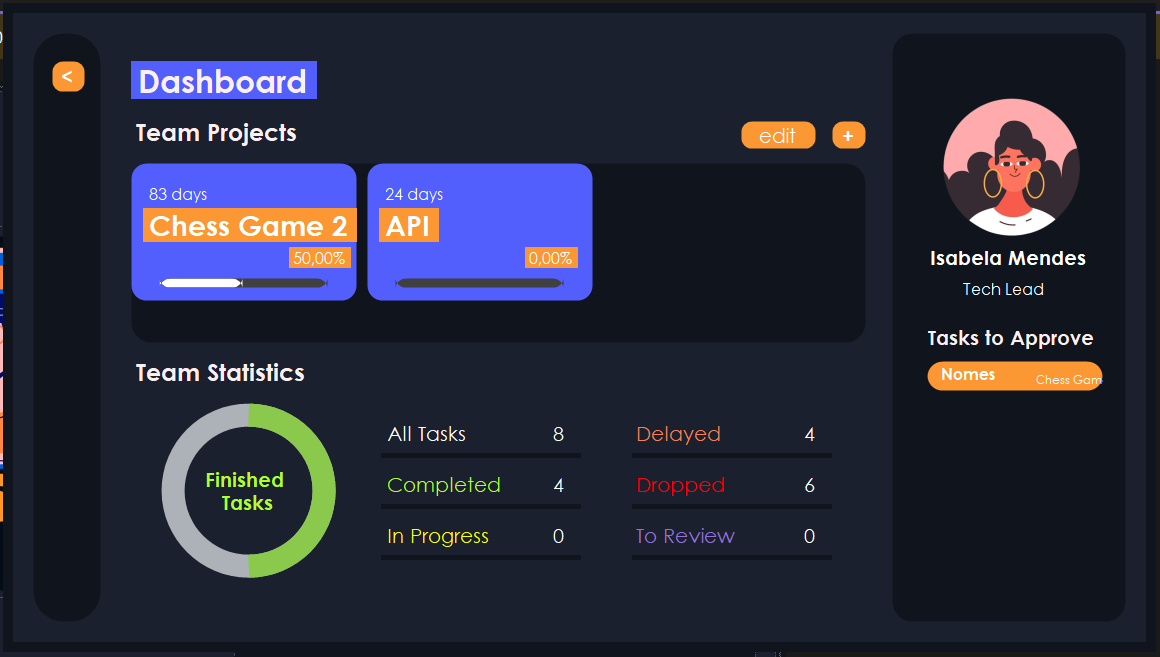 <
Dashboard
Team Projects
edit
+
83 days
Chess Game 2
50,00%
24 days
API
0,00%
Team Statistics
Finished
Tasks
All Tasks 8
Completed 4
In Progress 0
Delayed 4
Dropped 6
To Review 0
Isabela Mendes
Tech Lead
Tasks to Approve
Nomes Chess Gam